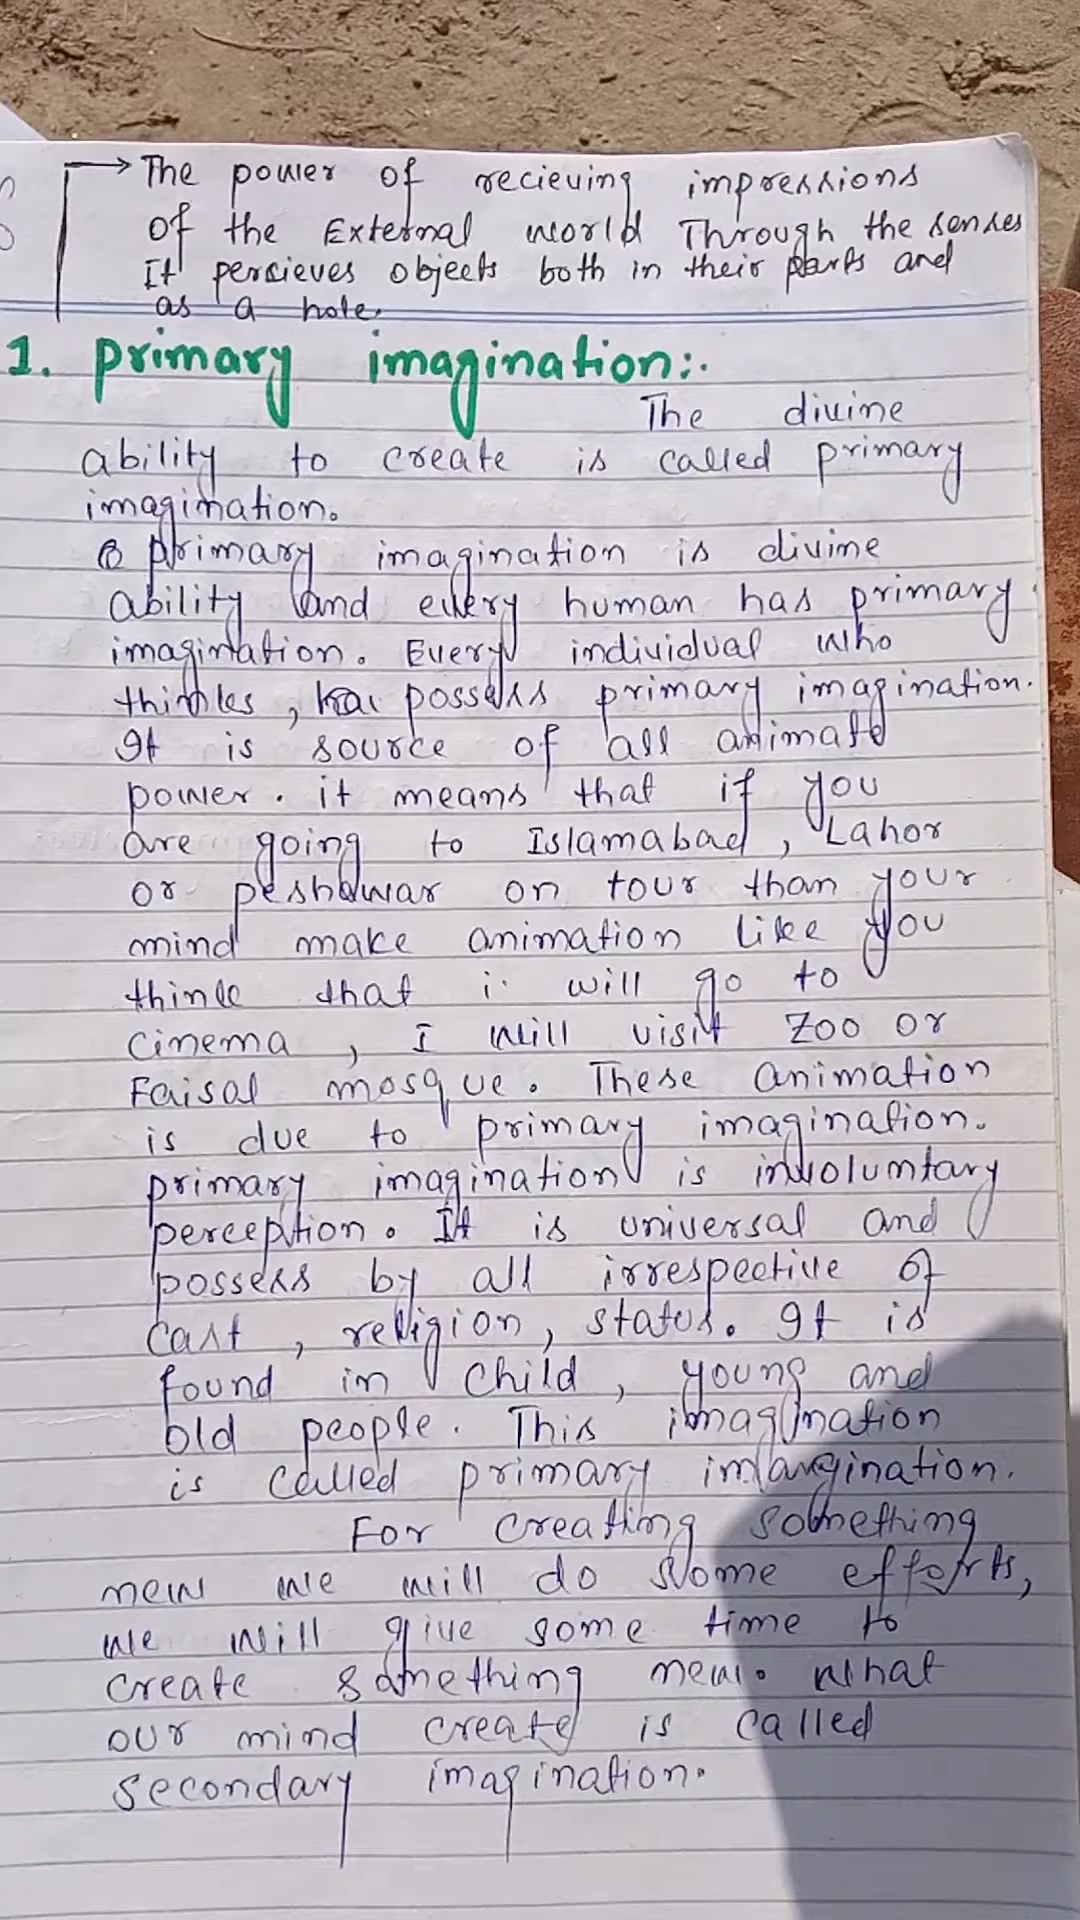 The power of recieving impressions
of the External world Through the senses
It percieves objects both in their parts and
as a hole.
1. primary imagination:.
The divine
ability to create is called primary
imagination.
primary imagination is divine
ability and every human has primary
imagination. Every individual who
thinks, possess primary imagination.
It is source of all animate
power. it means that if you
are going to Islamabad, Lahor
or peshawar on tour than your
mind make animation like you
think that i will go to
cinema, I will visit zoo or
Faisal mosque. These animation
is due to primary imagination.
primary imagination is involuntary
perception. It is universal and
possess by all irrespective of
cast, religion, status. It is
found in child, young and
old people. This imagination
is called primary imagination.
For creating something
new we will do some efforts,
we will give some time to
create something new. what
our mind create is called
secondary imagination.